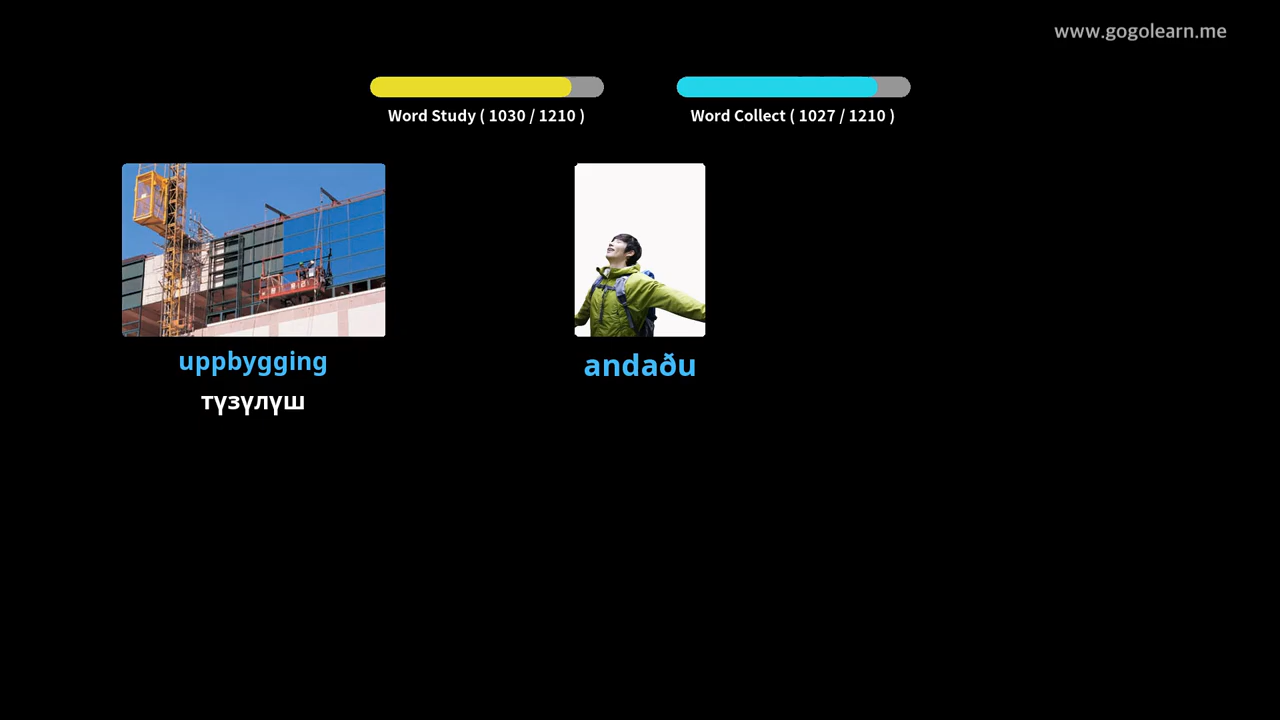 www.gogolearn.me
Word Study ( 1030 / 1210 )
Word Collect ( 1027 / 1210 )
uppbygging
түзүлүш
andaðu